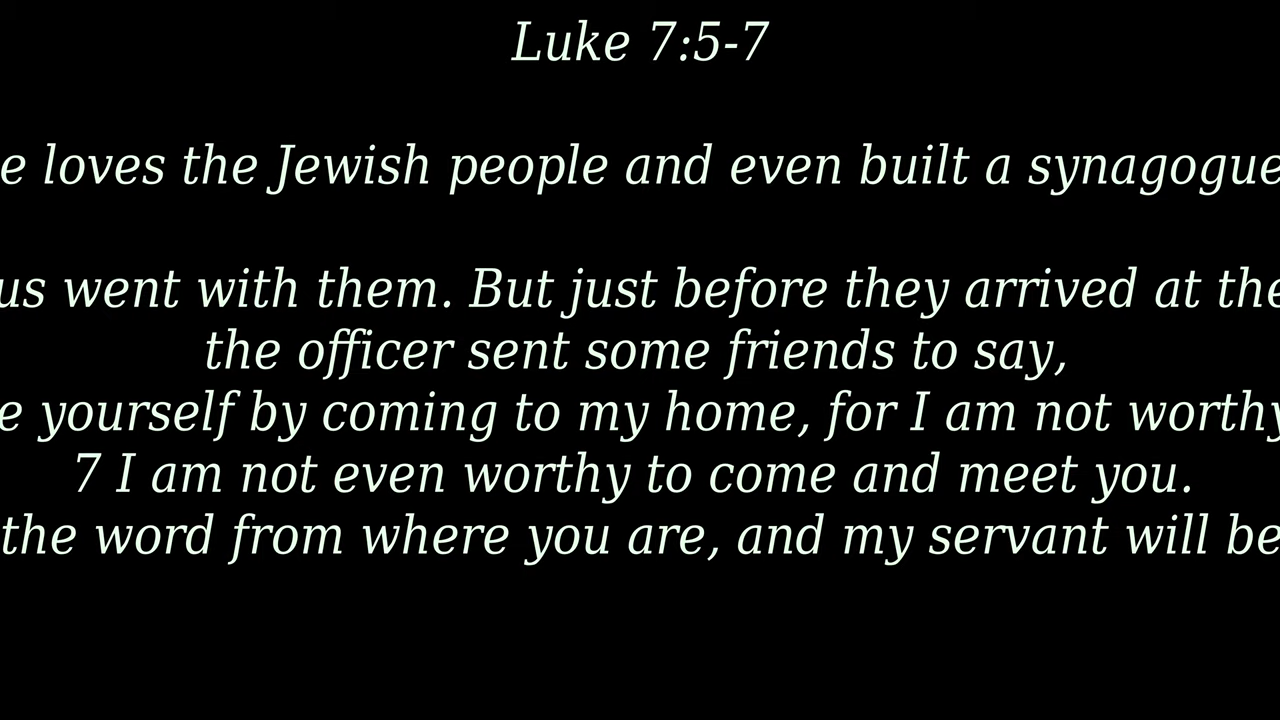 Luke 7:5-7
e loves the Jewish people and even built a synagogue
us went with them. But just before they arrived at the
the officer sent some friends to say,
e yourself by coming to my home, for I am not worthy
7 I am not even worthy to come and meet you.
the word from where you are, and my servant will be